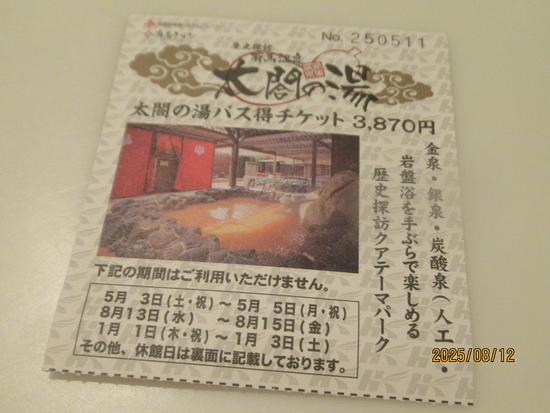 No. 250511
歴史探訪
有馬温泉
太閤の湯
太閤の湯バス得チケット 3,870円
金泉・銀泉・炭酸泉(人工)・
岩盤浴を手ぶらで楽しめる
歴史探訪クアテーマパーク
下記の期間はご利用いただけません。
5月 3日(土・祝)~5月 5日(月・祝)
8月13日(水) ~8月15日(金)
1月 1日(木・祝)~1月 3日(土)
その他、休館日は裏面に記載しております。
2025/08/12